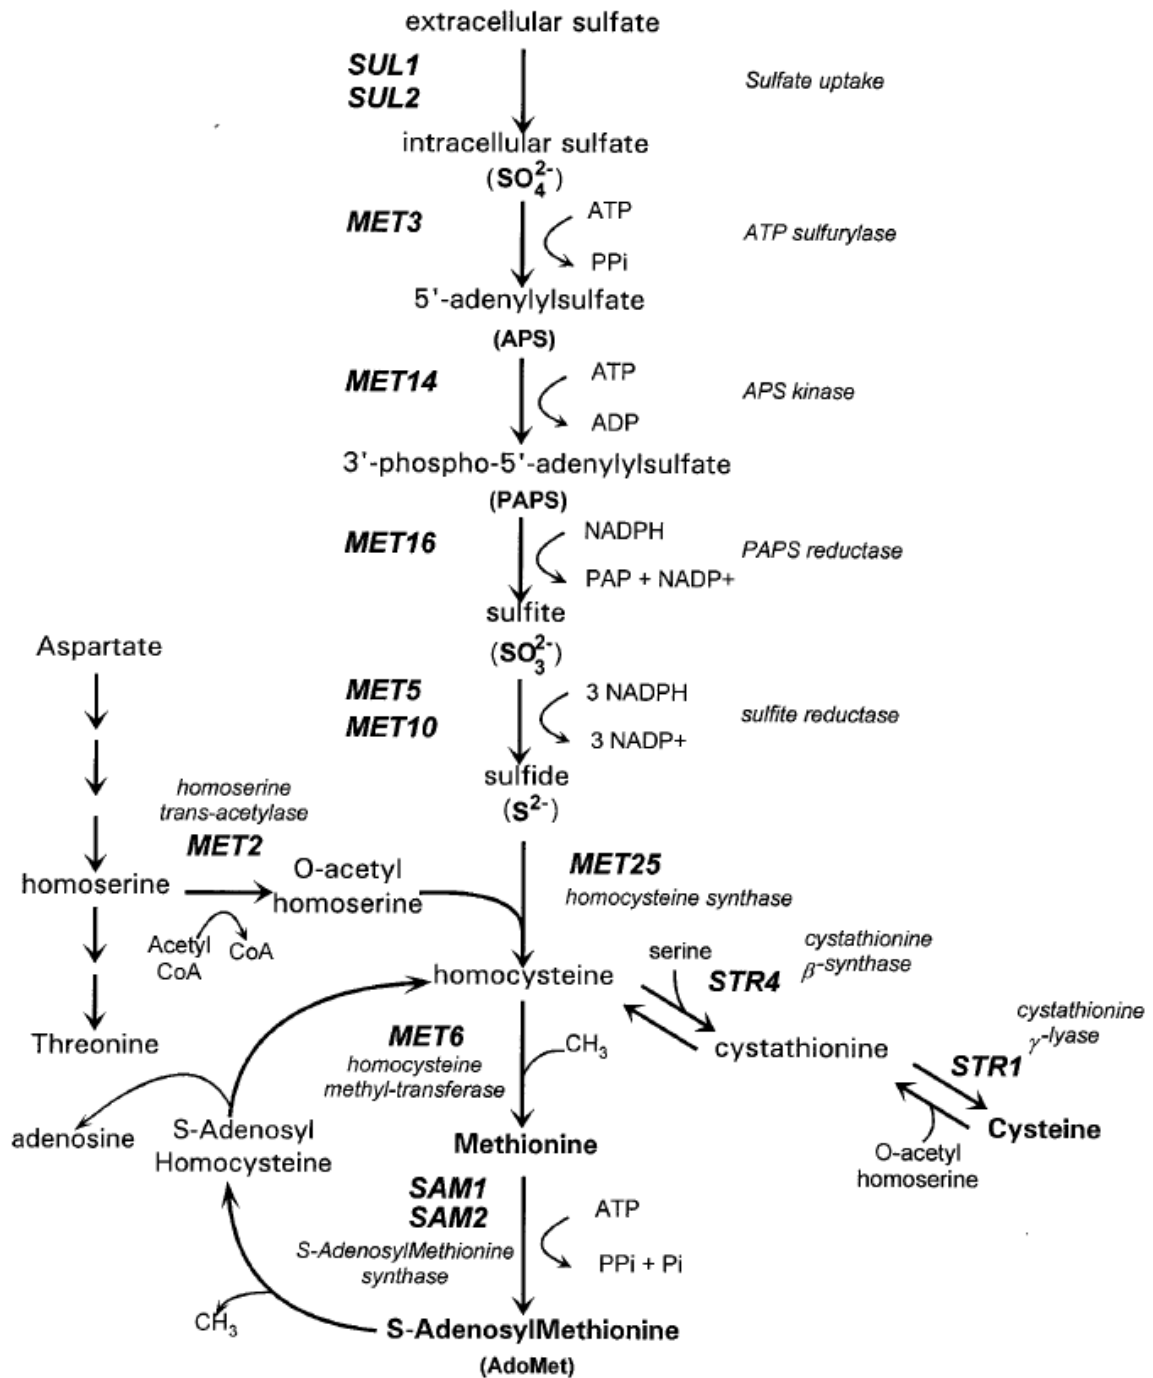 extracellular sulfate
SUL1
SUL2
Sulfate uptake
intracellular sulfate
(SO₄²⁻)
MET3
ATP
PPi
ATP sulfurylase
5'-adenylylsulfate
(APS)
MET14
ATP
ADP
APS kinase
3'-phospho-5'-adenylylsulfate
(PAPS)
MET16
NADPH
PAP + NADP+
PAPS reductase
sulfite
(SO₃²⁻)
Aspartate
MET5
MET10
3 NADPH
3 NADP+
sulfite reductase
sulfide
(S²⁻)
homoserine
trans-acetylase
MET2
homoserine
O-acetyl
homoserine
Acetyl
CoA
CoA
MET25
homocysteine synthase
homocysteine
serine
STR4
cystathionine
β-synthase
Threonine
MET6
homocysteine
methyl-transferase
CH₃
cystathionine
cystathionine
γ-lyase
STR1
Cysteine
O-acetyl
homoserine
adenosine
S-Adenosyl
Homocysteine
Methionine
SAM1
SAM2
S-AdenosylMethionine
synthase
ATP
PPi + Pi
CH₃
S-AdenosylMethionine
(AdoMet)